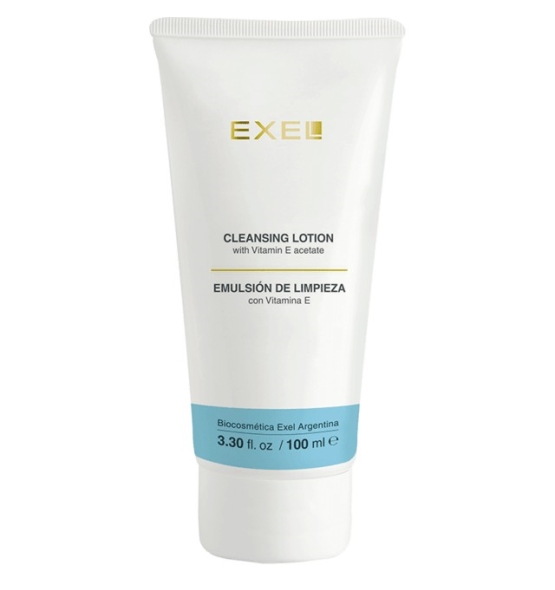 EXEL
CLEANSING LOTION
with Vitamin E acetate
EMULSIÓN DE LIMPIEZA
con Vitamina E
Biocosmética Exel Argentina
3.30 fl. oz / 100 ml ℮